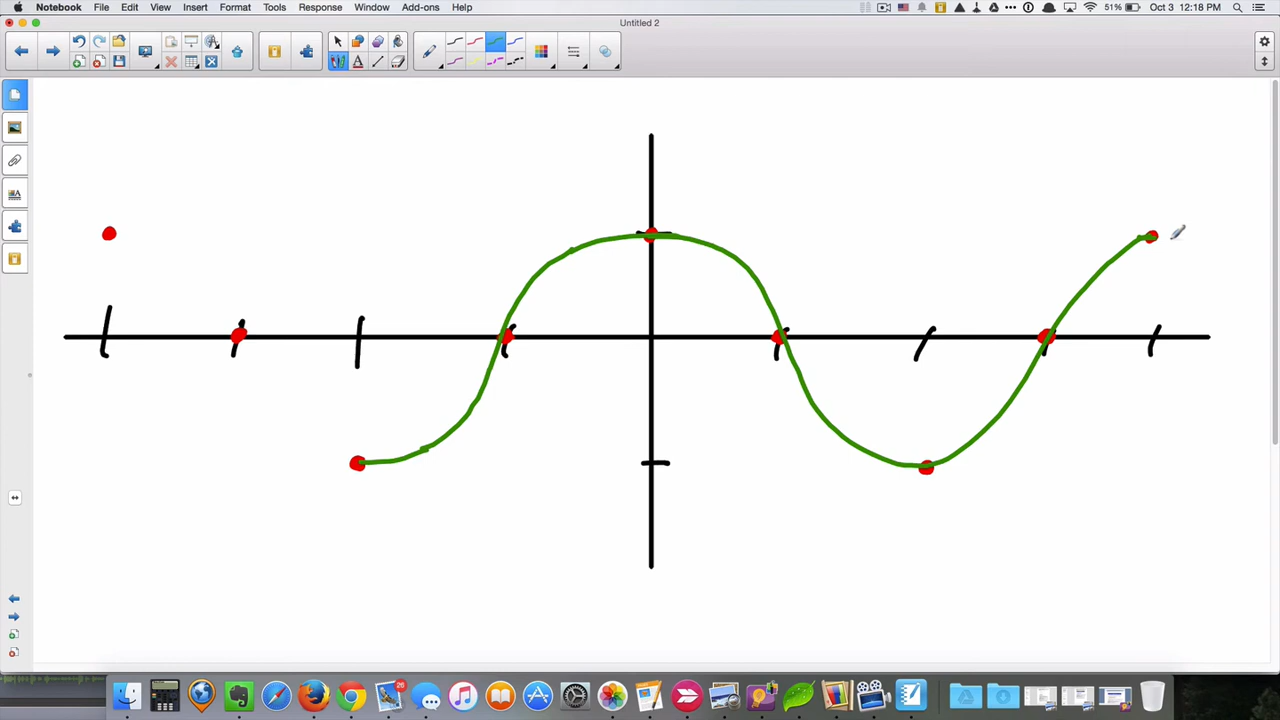 Notebook File Edit View Insert Format Tools Response Window Add-ons Help 51% Oct 3 12:18 PM
Untitled 2
A
26